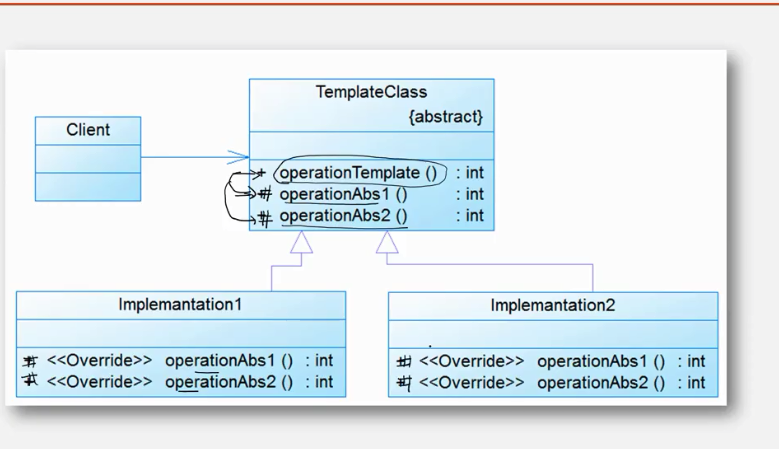 Client
TemplateClass
{abstract}
+ operationTemplate () : int
# operationAbs1 () : int
# operationAbs2 () : int
Implemantation1
# <<Override>> operationAbs1 () : int
# <<Override>> operationAbs2 () : int
Implemantation2
# <<Override>> operationAbs1 () : int
# <<Override>> operationAbs2 () : int